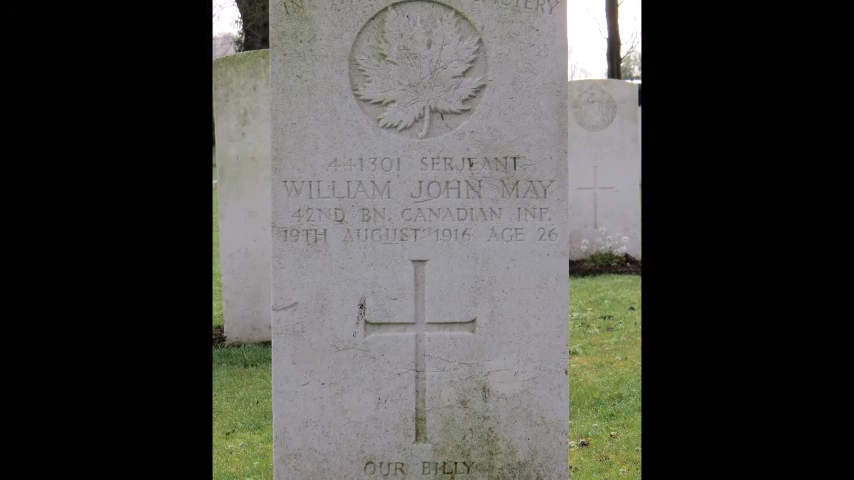 441301 SERJEANT
WILLIAM JOHN MAY
42ND BN. CANADIAN INF.
19TH AUGUST 1916 AGE 26
OUR BILLY